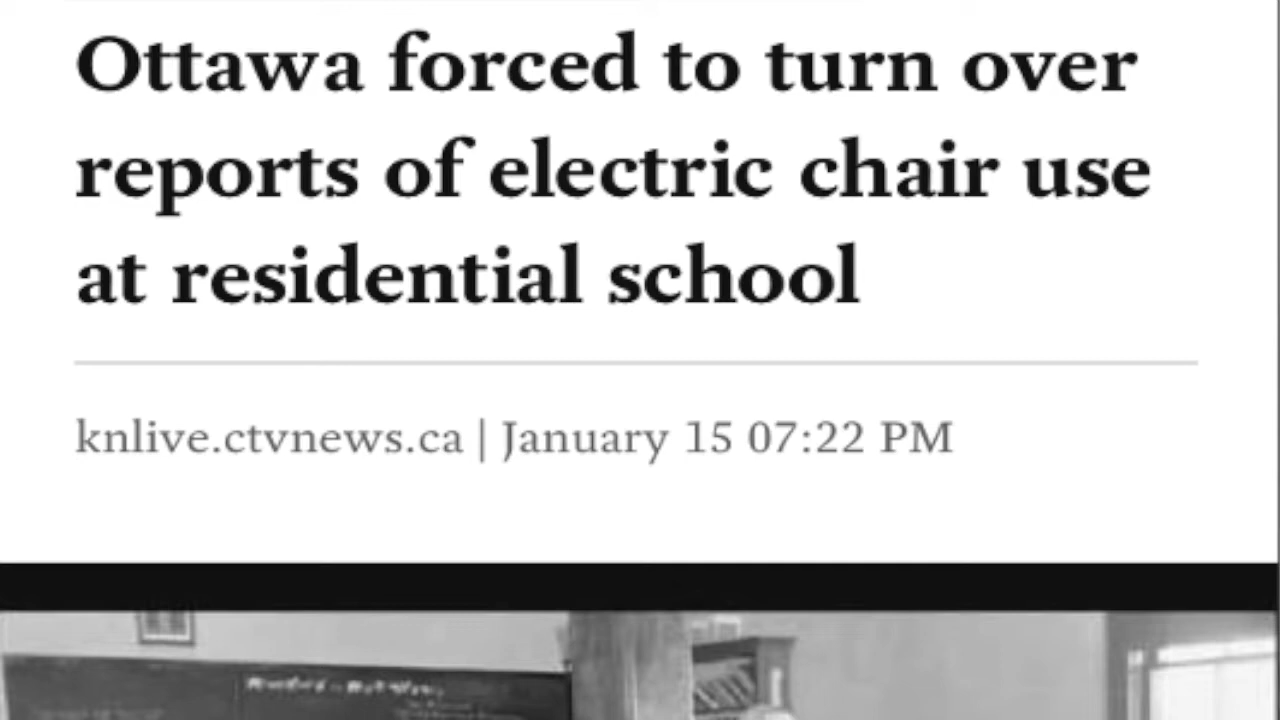 Ottawa forced to turn over
reports of electric chair use
at residential school
knlive.ctvnews.ca | January 15 07:22 PM